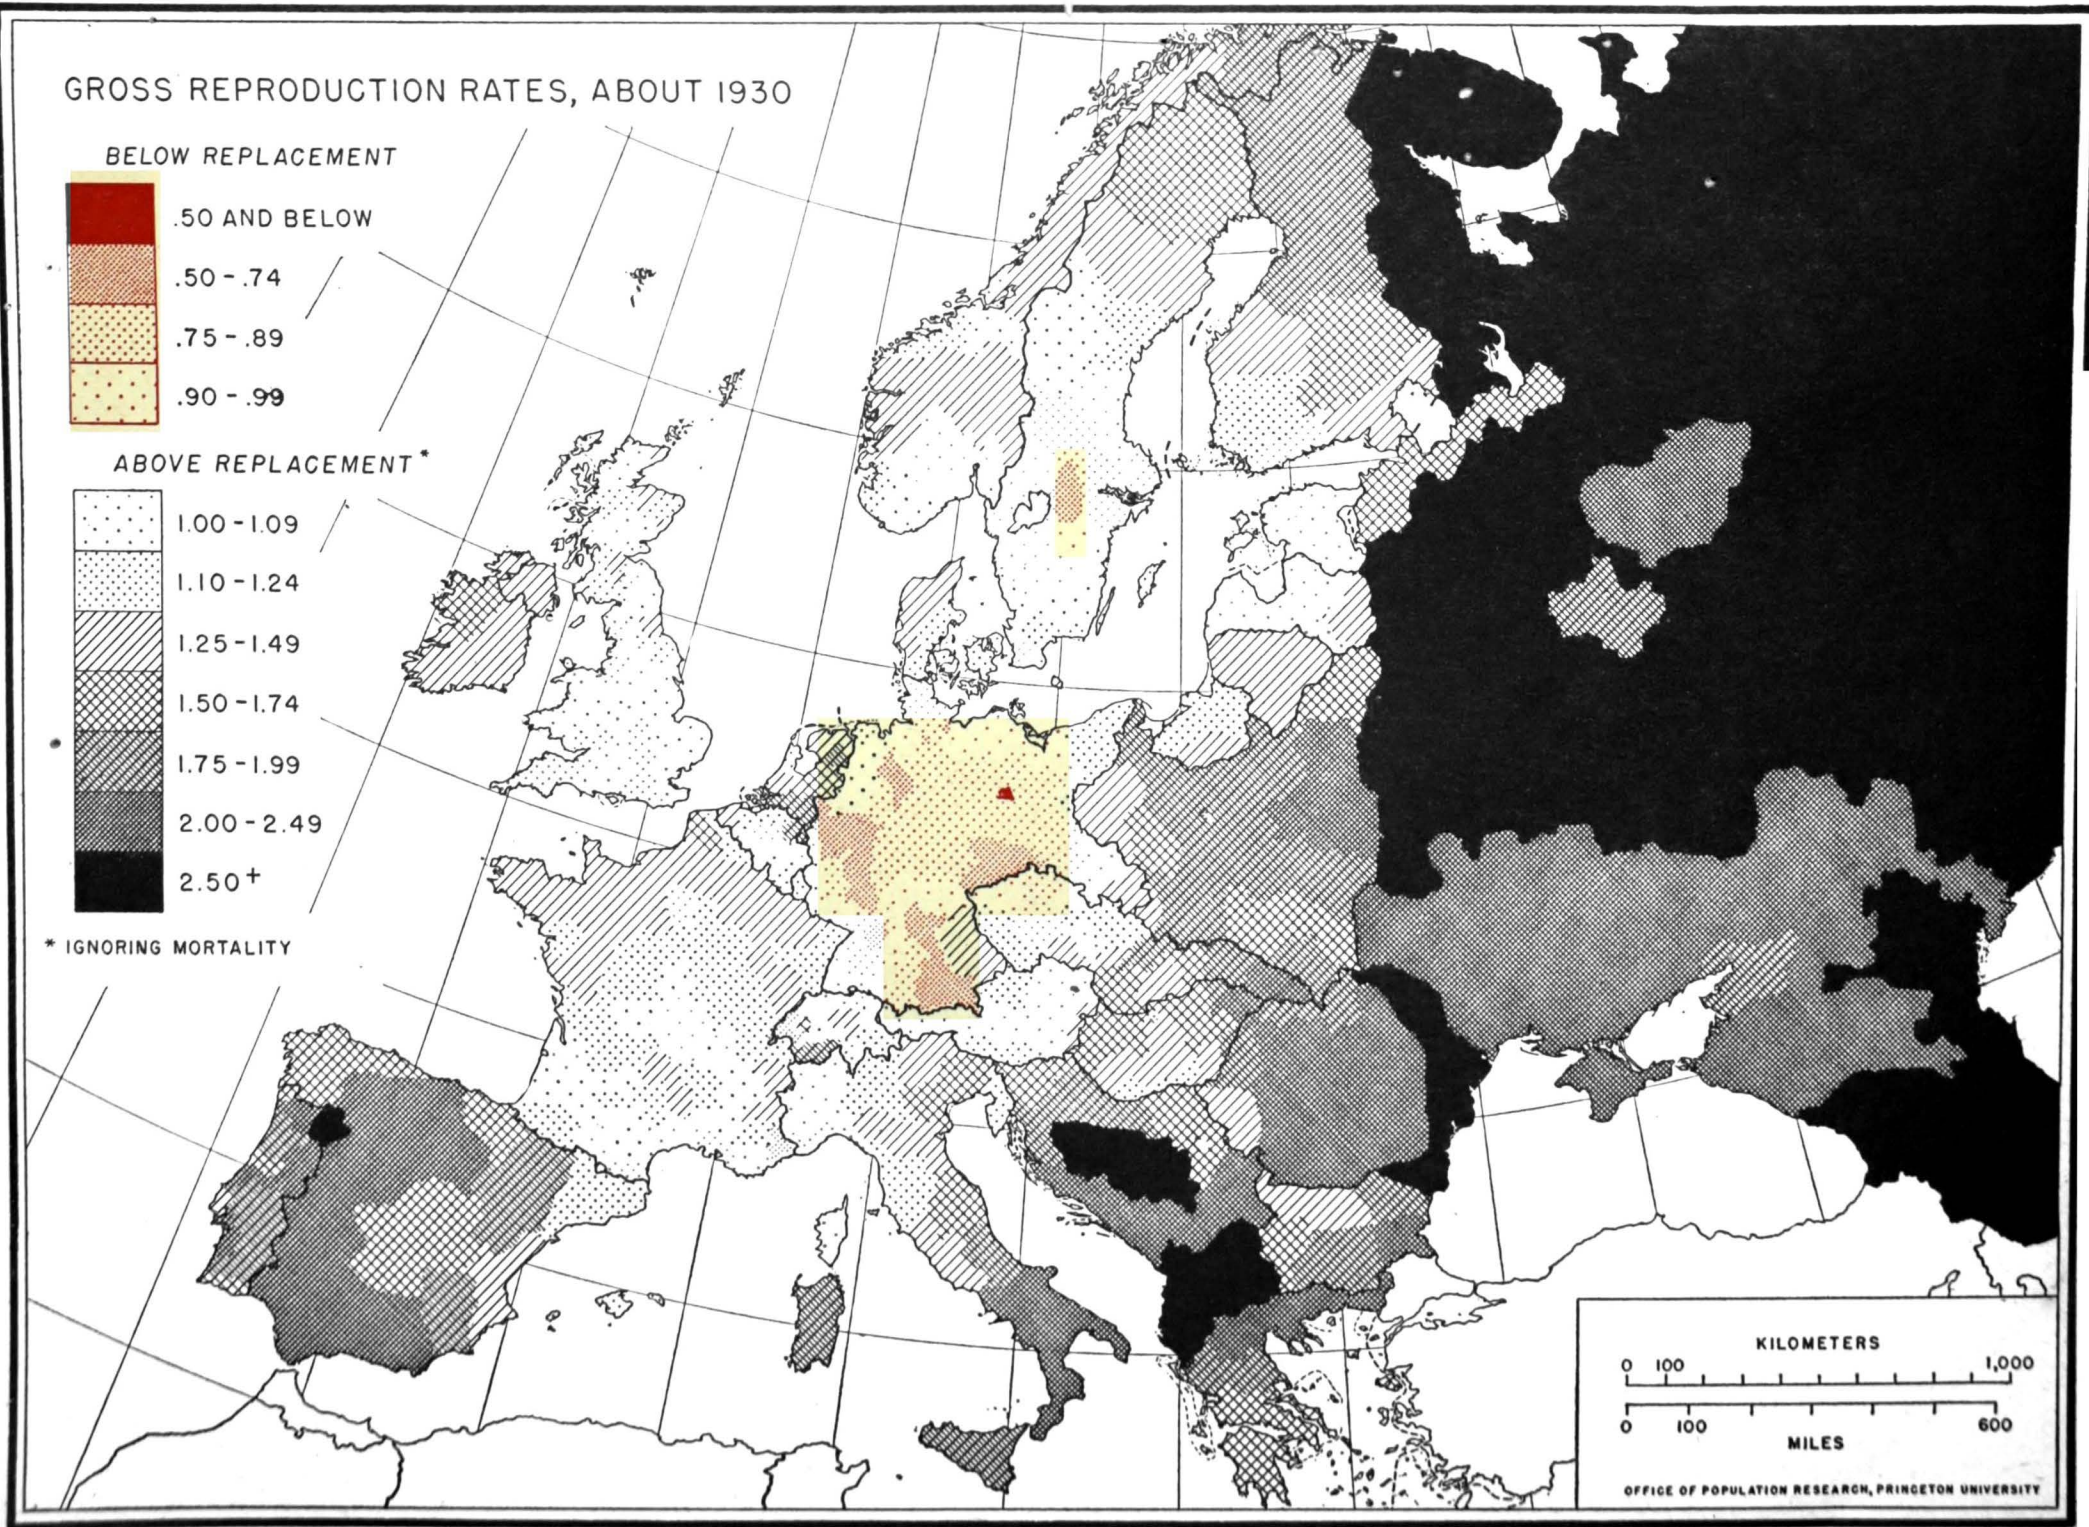 GROSS REPRODUCTION RATES, ABOUT 1930
BELOW REPLACEMENT
.50 AND BELOW
.50 - .74
.75 - .89
.90 - .99
ABOVE REPLACEMENT*
1.00 - 1.09
1.10 - 1.24
1.25 - 1.49
1.50 - 1.74
1.75 - 1.99
2.00 - 2.49
2.50+
* IGNORING MORTALITY
KILOMETERS
0 100 1,000
0 100 600
MILES
OFFICE OF POPULATION RESEARCH, PRINCETON UNIVERSITY